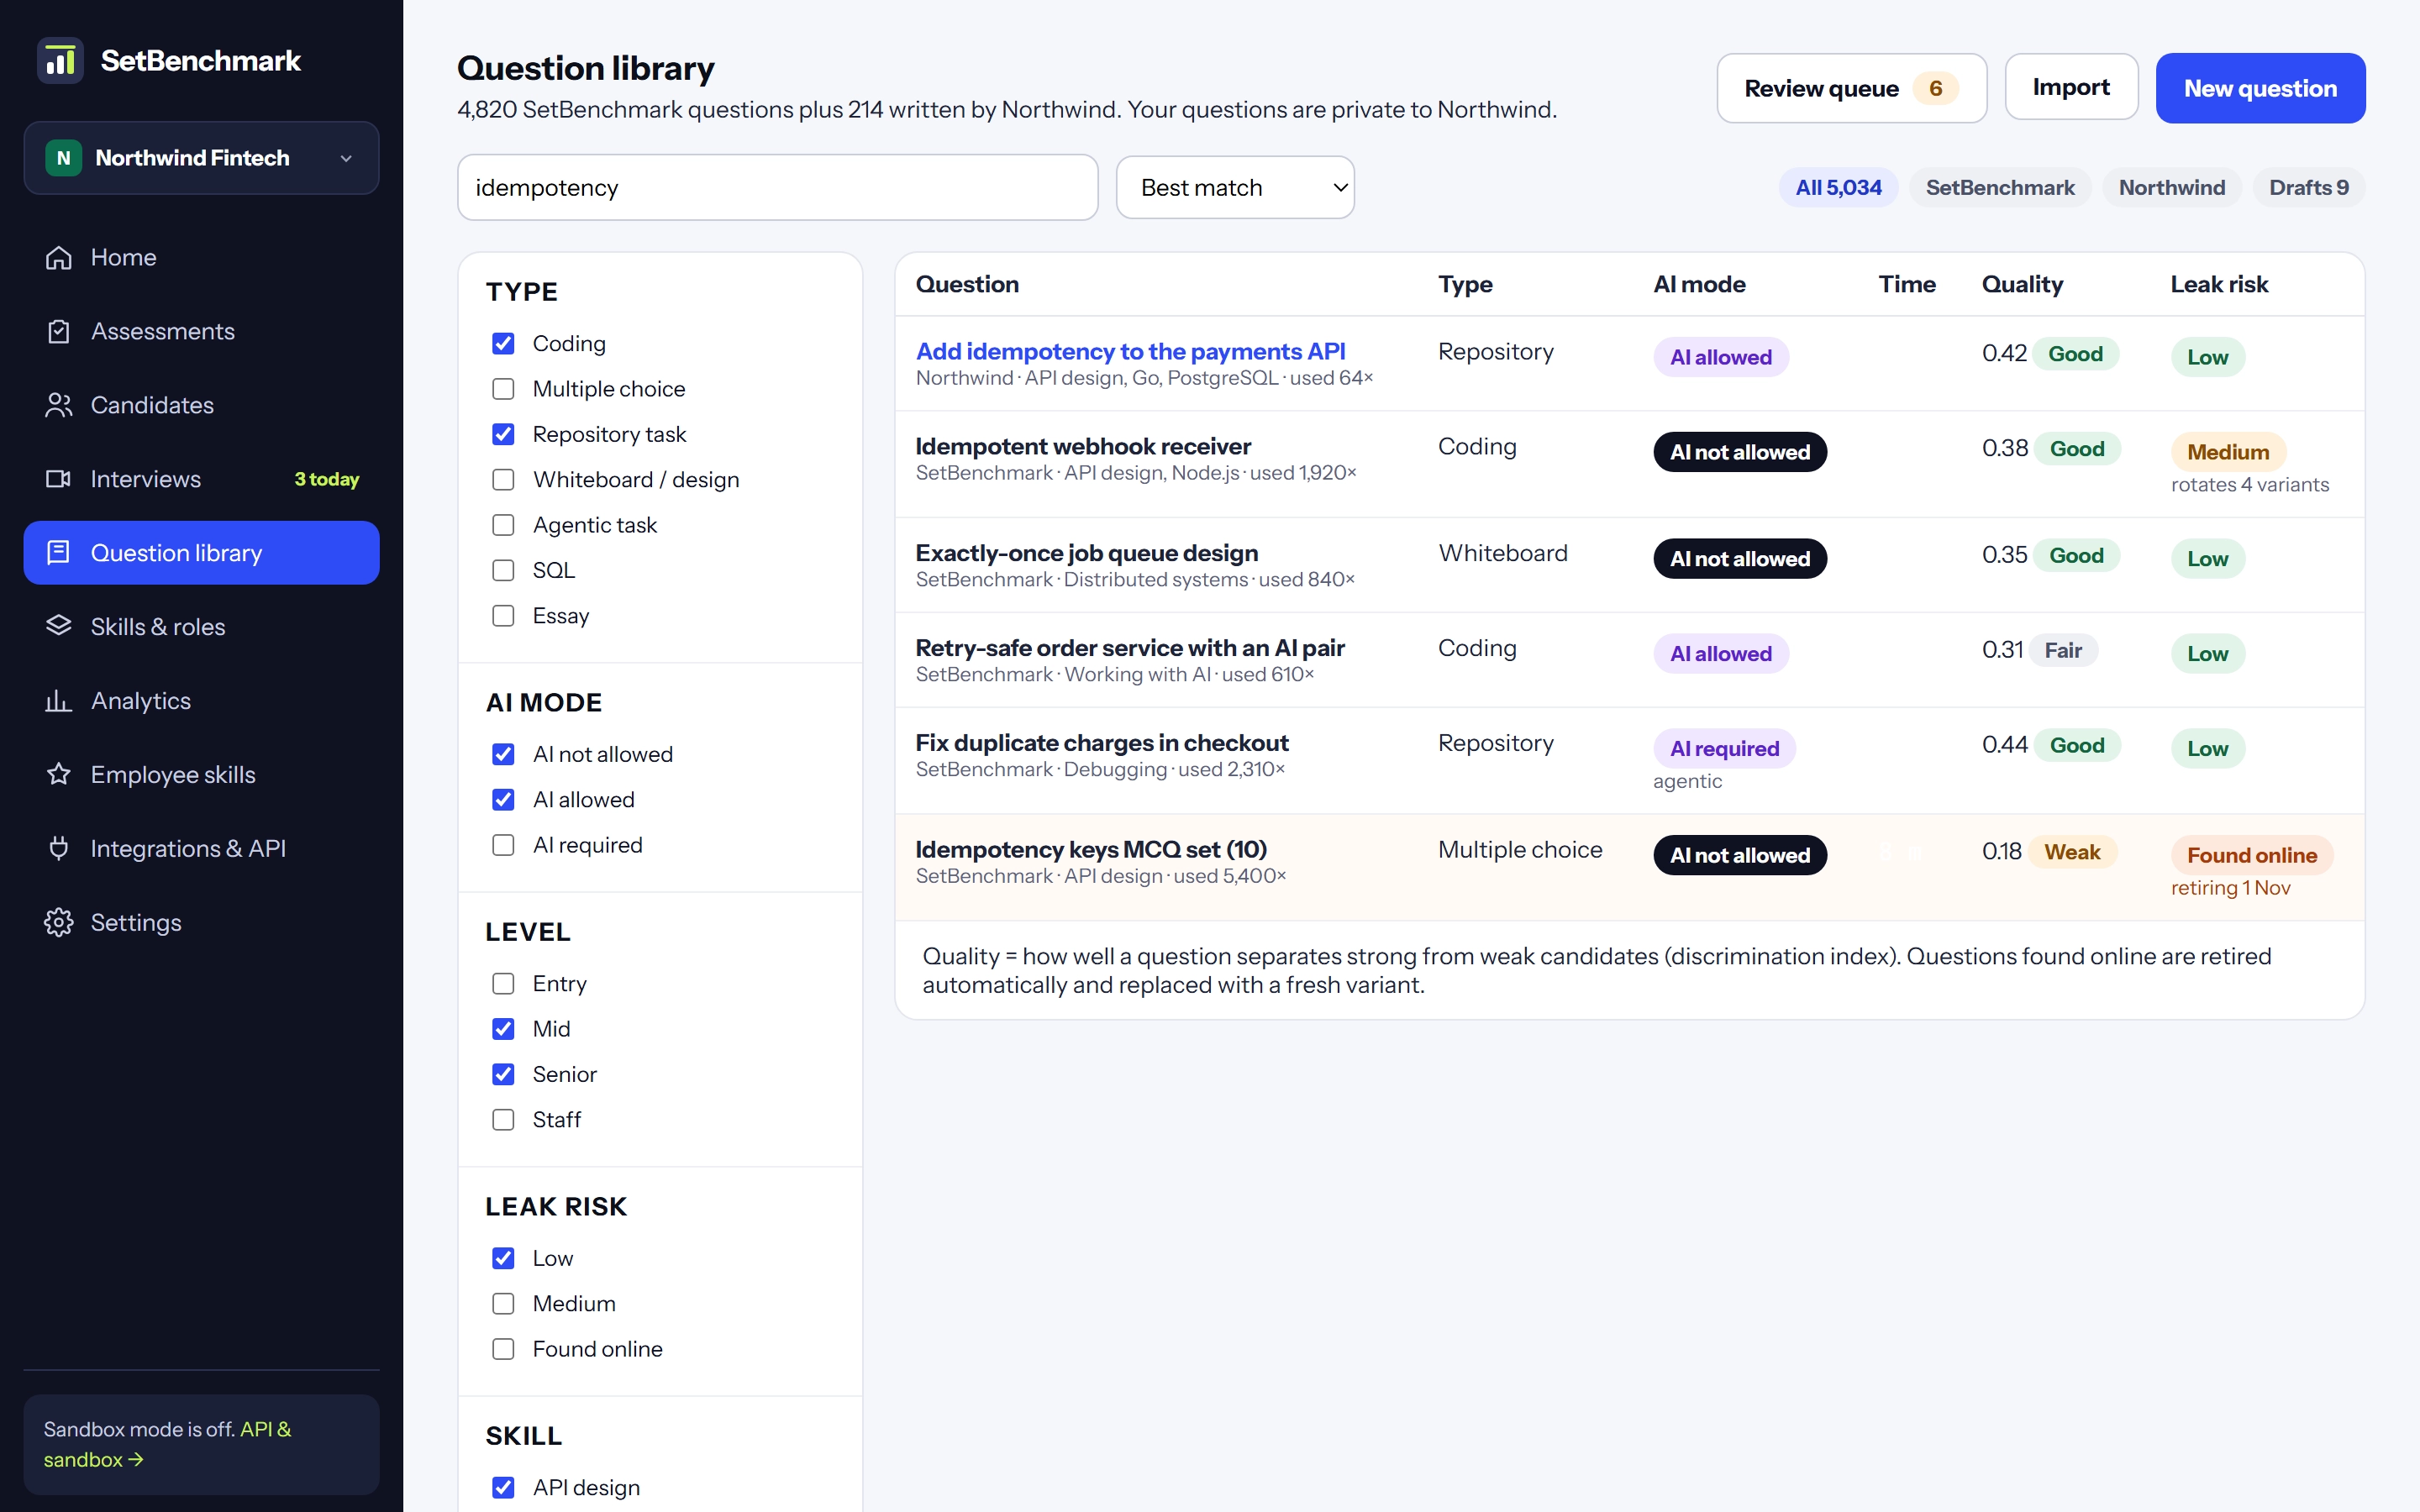 SetBenchmark
N Northwind Fintech
Home
Assessments
Candidates
Interviews 3 today
Question library
Skills & roles
Analytics
Employee skills
Integrations & API
Settings
Sandbox mode is off. API &
sandbox →
Question library
4,820 SetBenchmark questions plus 214 written by Northwind. Your questions are private to Northwind.
Review queue 6
Import
New question
idempotency
Best match
All 5,034
SetBenchmark
Northwind
Drafts 9
TYPE
Coding
Multiple choice
Repository task
Whiteboard / design
Agentic task
SQL
Essay
AI MODE
AI not allowed
AI allowed
AI required
LEVEL
Entry
Mid
Senior
Staff
LEAK RISK
Low
Medium
Found online
SKILL
API design
Question Type AI mode Time Quality Leak risk
Add idempotency to the payments API Repository AI allowed 0.42 Good Low
Northwind · API design, Go, PostgreSQL · used 64×
Idempotent webhook receiver Coding AI not allowed 0.38 Good Medium
SetBenchmark · API design, Node.js · used 1,920× rotates 4 variants
Exactly-once job queue design Whiteboard AI not allowed 0.35 Good Low
SetBenchmark · Distributed systems · used 840×
Retry-safe order service with an AI pair Coding AI allowed 0.31 Fair Low
SetBenchmark · Working with AI · used 610×
Fix duplicate charges in checkout Repository AI required 0.44 Good Low
SetBenchmark · Debugging · used 2,310× agentic
Idempotency keys MCQ set (10) Multiple choice AI not allowed 0.18 Weak Found online
SetBenchmark · API design · used 5,400× retiring 1 Nov
Quality = how well a question separates strong from weak candidates (discrimination index). Questions found online are retired
automatically and replaced with a fresh variant.